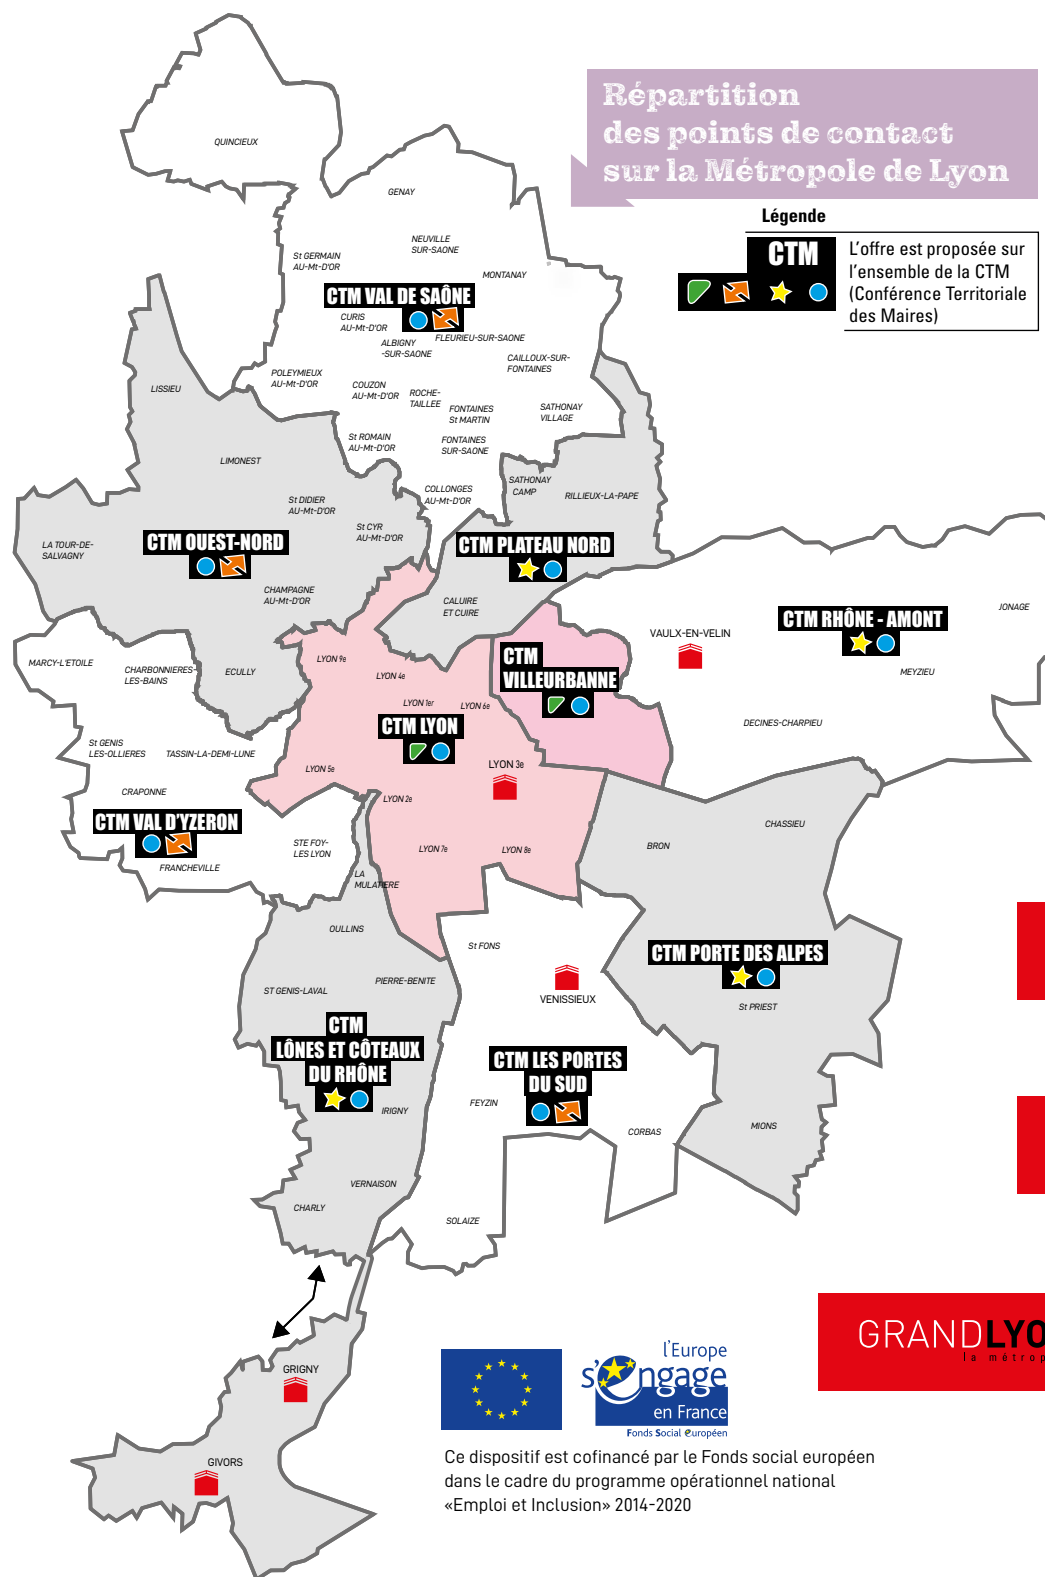 Répartition
des points de contact
sur la Métropole de Lyon
Légende
CTM
L'offre est proposée sur
l'ensemble de la CTM
(Conférence Territoriale
des Maires)
QUINCIEUX
GENAY
NEUVILLE
SUR-SAONE
St GERMAIN
AU-Mt-D'OR
MONTANAY
CTM VAL DE SAÔNE
CURIS
AU-Mt-D'OR
FLEURIEU-SUR-SAONE
ALBIGNY
-SUR-SAONE
CAILLOUX-SUR-
FONTAINES
POLEYMIEUX
AU-Mt-D'OR
COUZON
AU-Mt-D'OR
ROCHE-
TAILLEE
FONTAINES
St MARTIN
SATHONAY
VILLAGE
LISSIEU
St ROMAIN
AU-Mt-D'OR
FONTAINES
SUR-SAONE
LIMONEST
SATHONAY
CAMP
RILLIEUX-LA-PAPE
COLLONGES
AU-Mt-D'OR
St DIDIER
AU-Mt-D'OR
St CYR
AU-Mt-D'OR
LA TOUR-DE-
SALVAGNY
CTM OUEST-NORD
CTM PLATEAU NORD
CHAMPAGNE
AU-Mt-D'OR
CALUIRE
ET CUIRE
JONAGE
CTM RHÔNE - AMONT
VAULX-EN-VELIN
MEYZIEU
MARCY-L'ETOILE
CHARBONNIERES-
LES-BAINS
ECULLY
LYON 9e
LYON 4e
CTM
VILLEURBANNE
LYON 1er
LYON 6e
CTM LYON
DECINES-CHARPIEU
St GENIS
LES-OLLIERES
TASSIN-LA-DEMI-LUNE
LYON 5e
LYON 3e
CRAPONNE
LYON 2e
CTM VAL D'YZERON
CHASSIEU
STE FOY-
LES LYON
LYON 7e
LYON 8e
BRON
FRANCHEVILLE
LA
MULATIERE
OULLINS
St FONS
CTM PORTE DES ALPES
PIERRE-BENITE
ST GENIS-LAVAL
VENISSIEUX
St PRIEST
CTM
LÔNES ET CÔTEAUX
DU RHÔNE
CTM LES PORTES
DU SUD
IRIGNY
FEYZIN
CORBAS
MIONS
VERNAISON
CHARLY
SOLAIZE
GRIGNY
GIVORS
GRANDLYO
la métrop
l'Europe
s'engage
en France
Fonds Social Européen
Ce dispositif est cofinancé par le Fonds social européen
dans le cadre du programme opérationnel national
«Emploi et Inclusion» 2014-2020